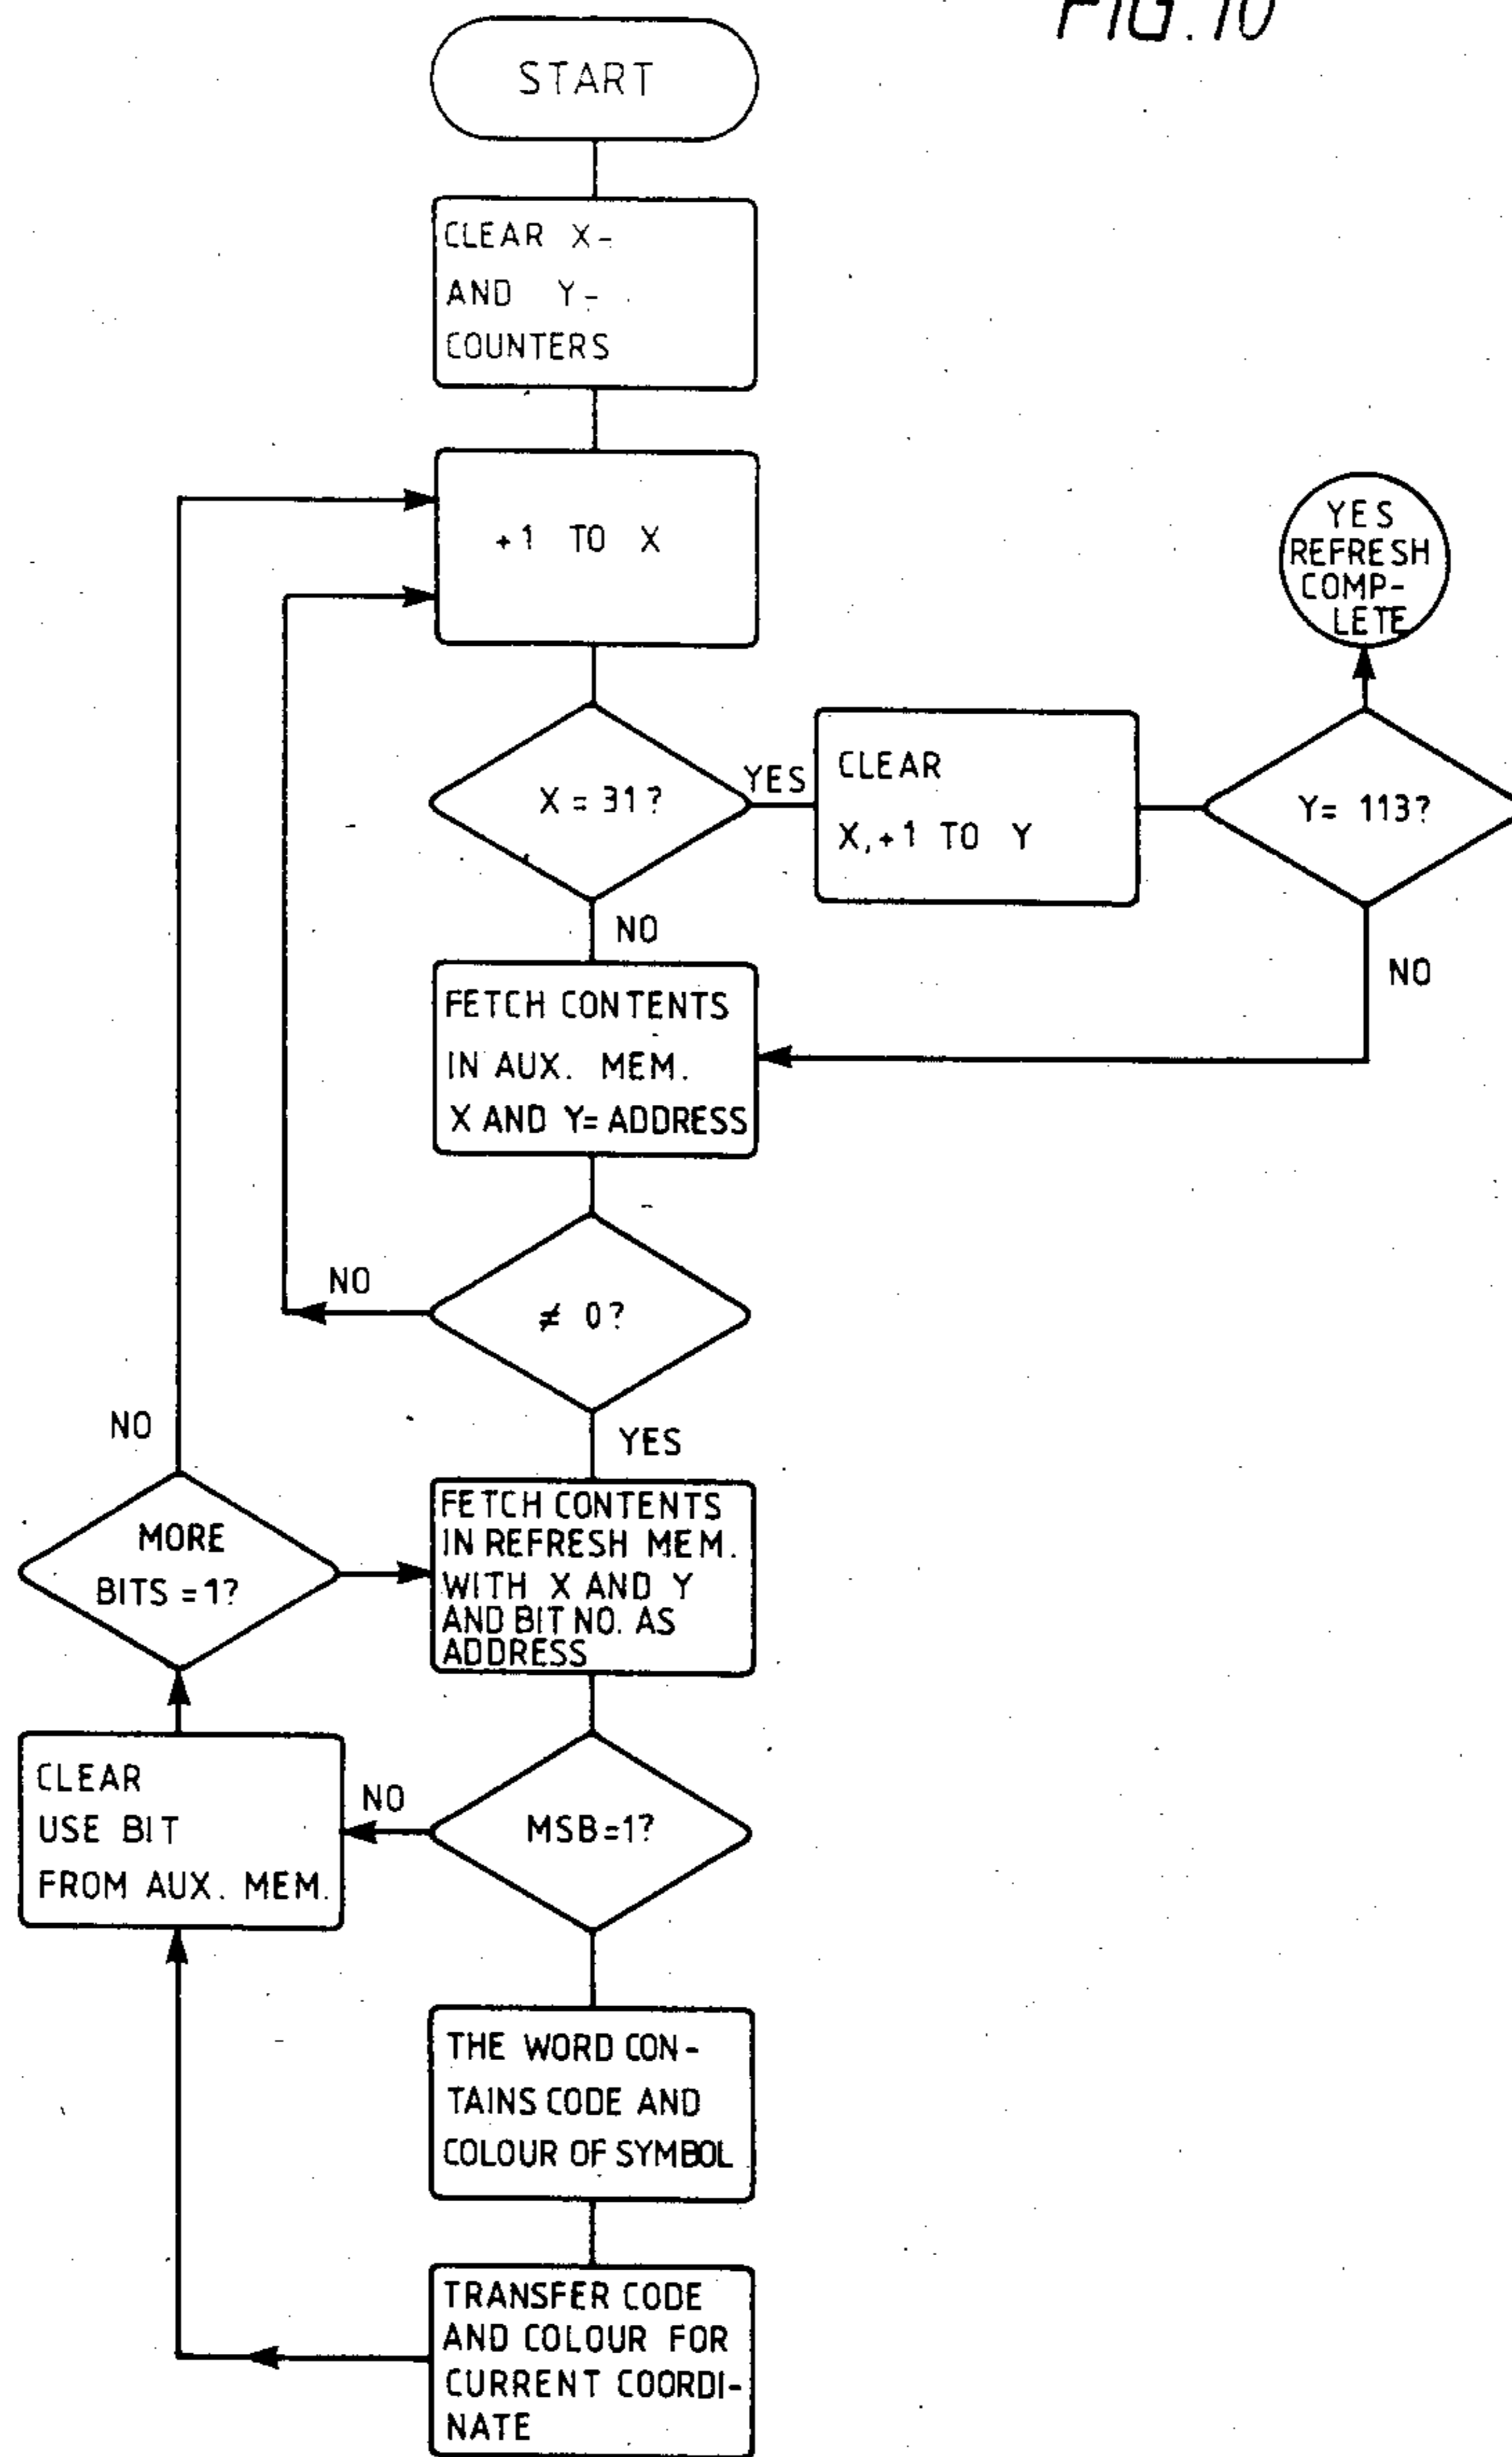 FIG. 10
START
CLEAR X-
AND Y-
COUNTERS
+1 TO X
YES
REFRESH
COMP-
LETE
X = 31?
YES
CLEAR
X,+1 TO Y
Y= 113?
NO
NO
FETCH CONTENTS
IN AUX. MEM.
X AND Y= ADDRESS
NO
≠ 0?
NO
YES
MORE
BITS =1?
FETCH CONTENTS
IN REFRESH MEM.
WITH X AND Y
AND BIT NO. AS
ADDRESS
CLEAR
USE BIT
FROM AUX. MEM.
NO
MSB=1?
THE WORD CON-
TAINS CODE AND
COLOUR OF SYMBOL
TRANSFER CODE
AND COLOUR FOR
CURRENT COORDI-
NATE